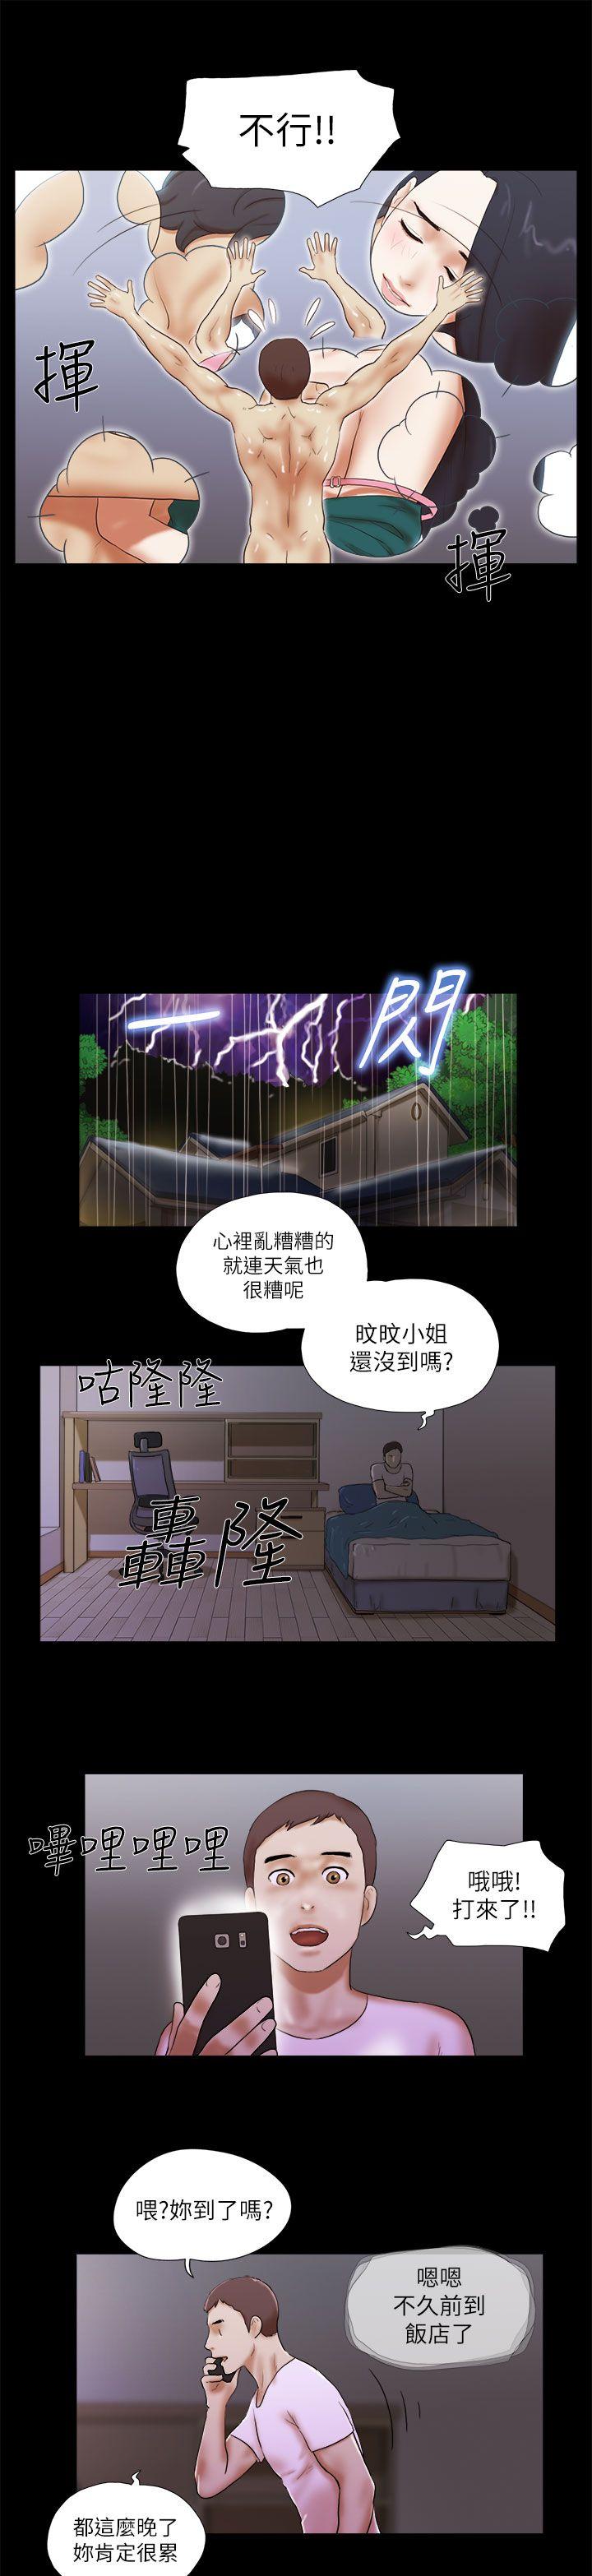 不行!!
揮
揮
一閃
心裡亂糟糟的
就連天氣也
很糟呢
旼旼小姐
還沒到嗎?
咕隆隆
轟隆
嗶哩哩哩
哦哦!
打來了!!
喂?妳到了嗎?
嗯嗯
不久前到
飯店了
都這麼晚了
妳肯定很累